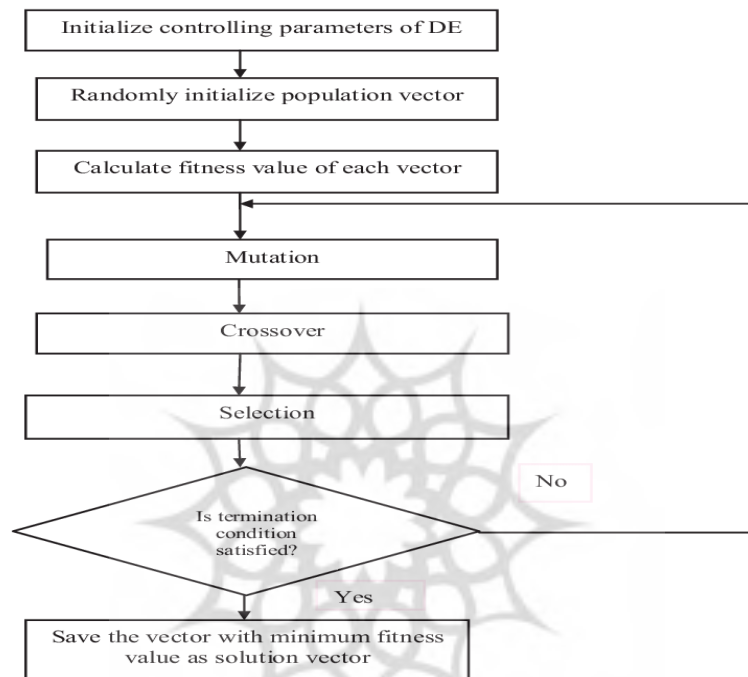 Initialize controlling parameters of DE
Randomly initialize population vector
Calculate fitness value of each vector
Mutation
Crossover
Selection
Is termination
condition
satisfied?
No
Yes
Save the vector with minimum fitness
value as solution vector